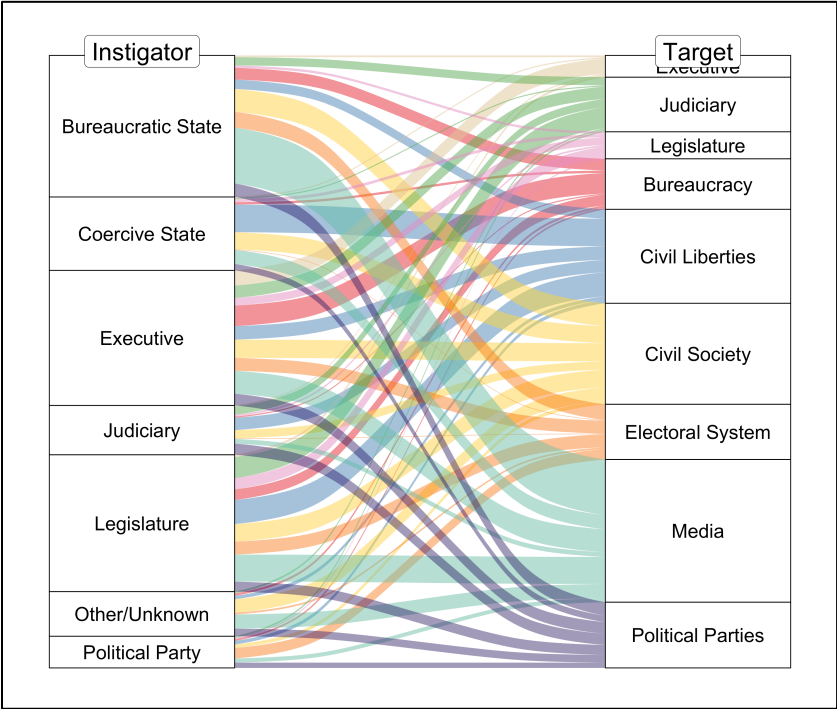 Instigator
Target
Bureaucratic State
Coercive State
Executive
Judiciary
Legislature
Other/Unknown
Political Party
Executive
Judiciary
Legislature
Bureaucracy
Civil Liberties
Civil Society
Electoral System
Media
Political Parties